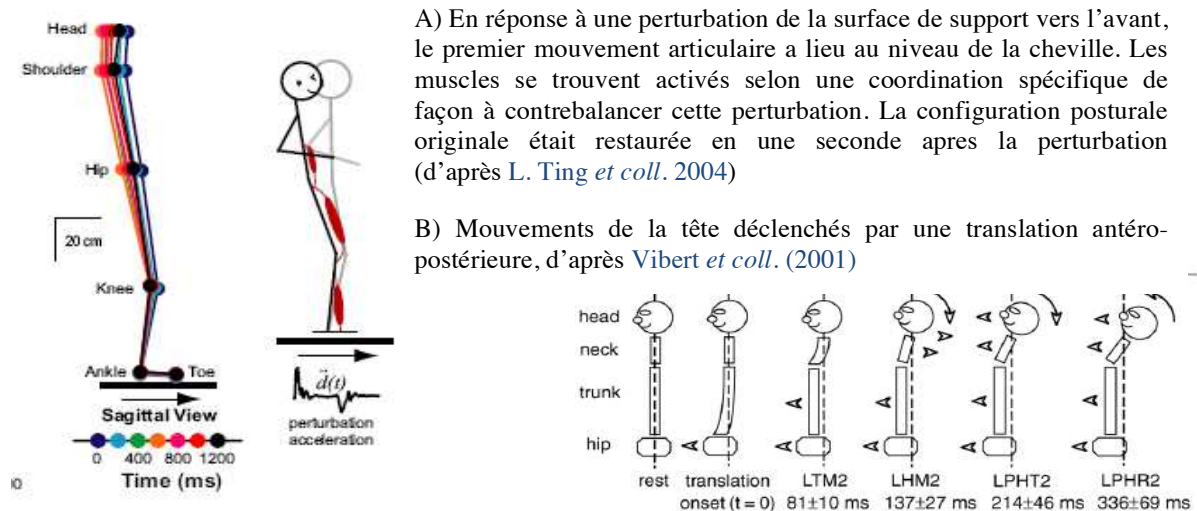 Head
Shoulder
Hip
20 cm
Knee
Ankle
Toe
Sagittal View
0 400 800 1200
Time (ms)
d̈(t)
perturbation
acceleration
A) En réponse à une perturbation de la surface de support vers l’avant,
le premier mouvement articulaire a lieu au niveau de la cheville. Les
muscles se trouvent activés selon une coordination spécifique de
façon à contrebalancer cette perturbation. La configuration posturale
originale était restaurée en une seconde apres la perturbation
(d’après L. Ting et coll. 2004)
B) Mouvements de la tête déclenchés par une translation antéro-
postérieure, d’après Vibert et coll. (2001)
head
neck
trunk
hip
rest translation LTM2 LHM2 LPHT2 LPHR2
onset (t = 0) 81±10 ms 137±27 ms 214±46 ms 336±69 ms